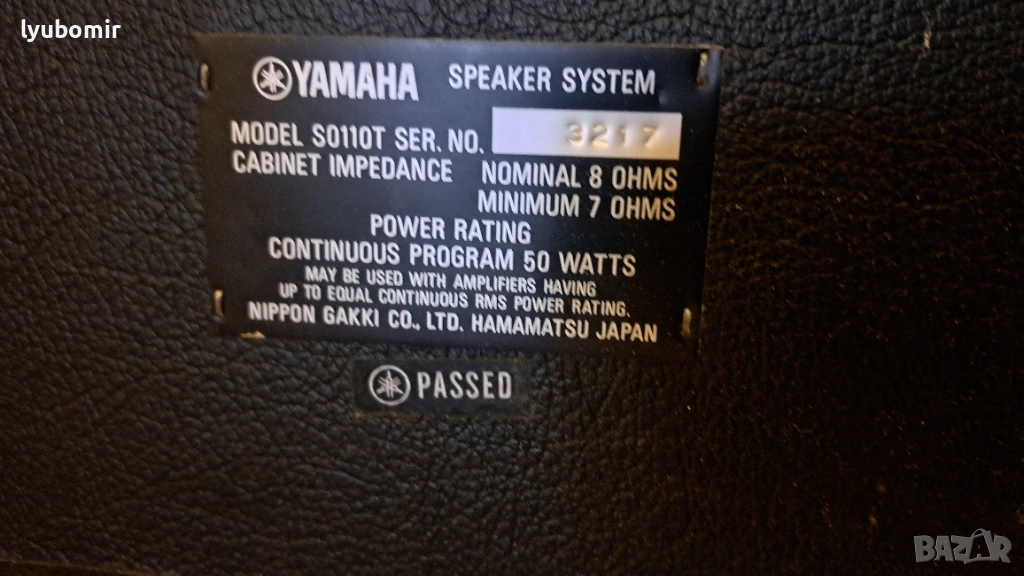 lyubomir
YAMAHA SPEAKER SYSTEM
MODEL S0110T SER. NO. 3217
CABINET IMPEDANCE NOMINAL 8 OHMS
MINIMUM 7 OHMS
POWER RATING
CONTINUOUS PROGRAM 50 WATTS
MAY BE USED WITH AMPLIFIERS HAVING
UP TO EQUAL CONTINUOUS RMS POWER RATING.
NIPPON GAKKI CO., LTD. HAMAMATSU JAPAN
PASSED
BAZAR